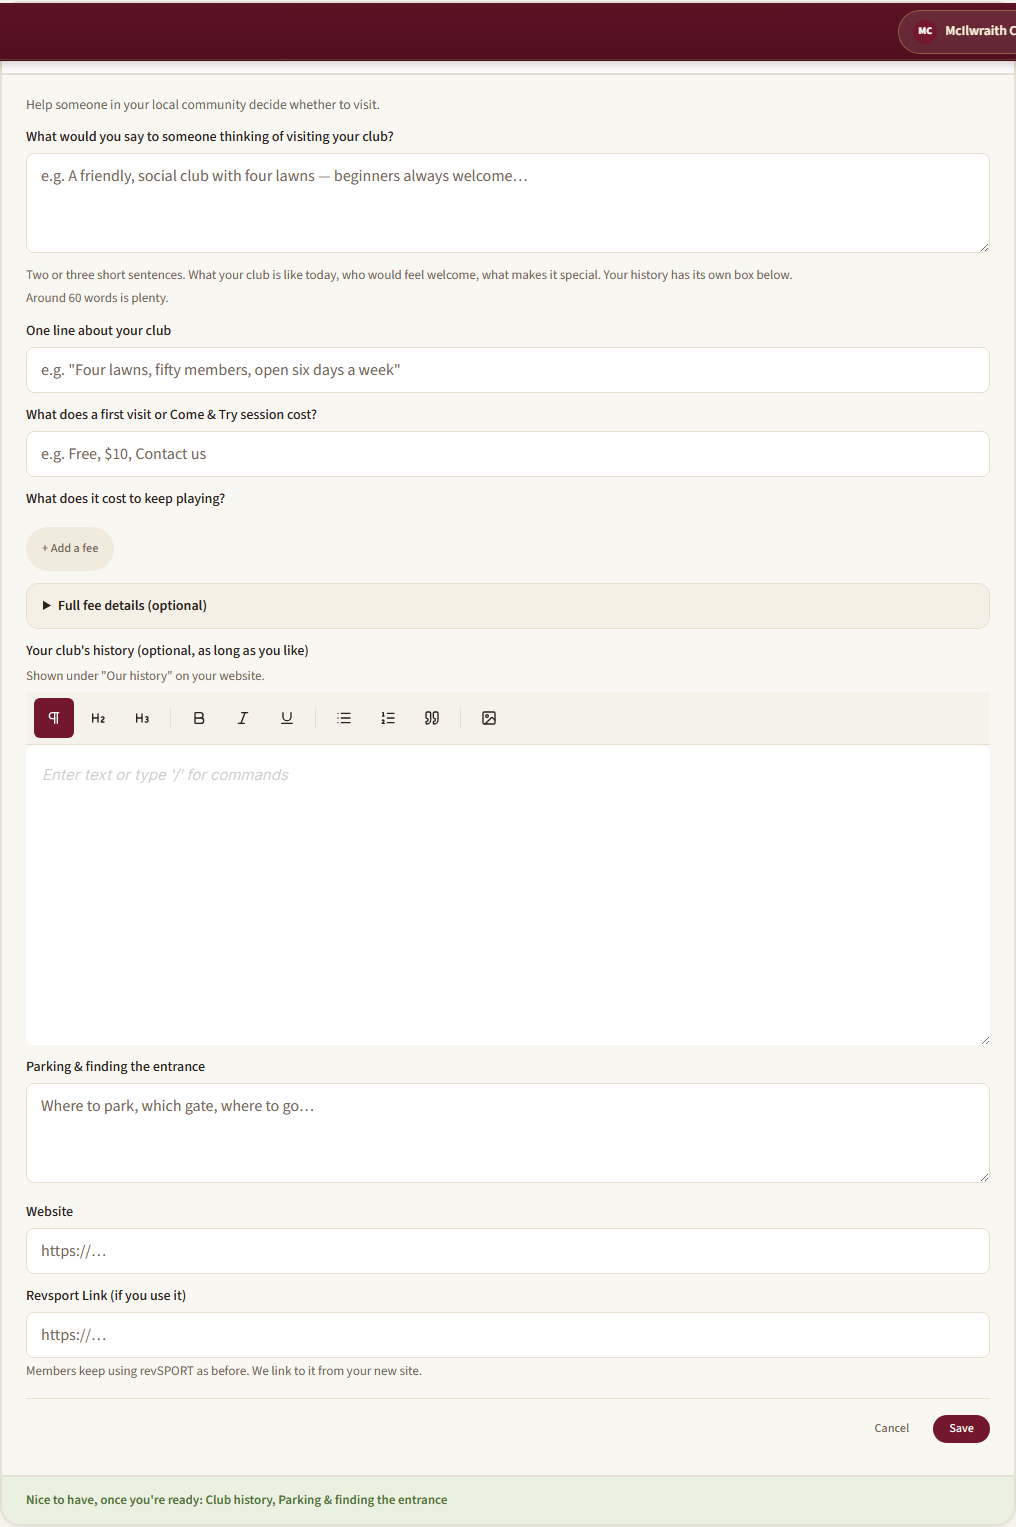 MC McIlwraith C
Help someone in your local community decide whether to visit.
What would you say to someone thinking of visiting your club?
e.g. A friendly, social club with four lawns — beginners always welcome…
Two or three short sentences. What your club is like today, who would feel welcome, what makes it special. Your history has its own box below.
Around 60 words is plenty.
One line about your club
e.g. "Four lawns, fifty members, open six days a week"
What does a first visit or Come & Try session cost?
e.g. Free, $10, Contact us
What does it cost to keep playing?
+ Add a fee
Full fee details (optional)
Your club's history (optional, as long as you like)
Shown under "Our history" on your website.
H2 H3 B I U
Enter text or type '/' for commands
Parking & finding the entrance
Where to park, which gate, where to go…
Website
https://…
Revsport Link (if you use it)
https://…
Members keep using revSPORT as before. We link to it from your new site.
Cancel Save
Nice to have, once you're ready: Club history, Parking & finding the entrance